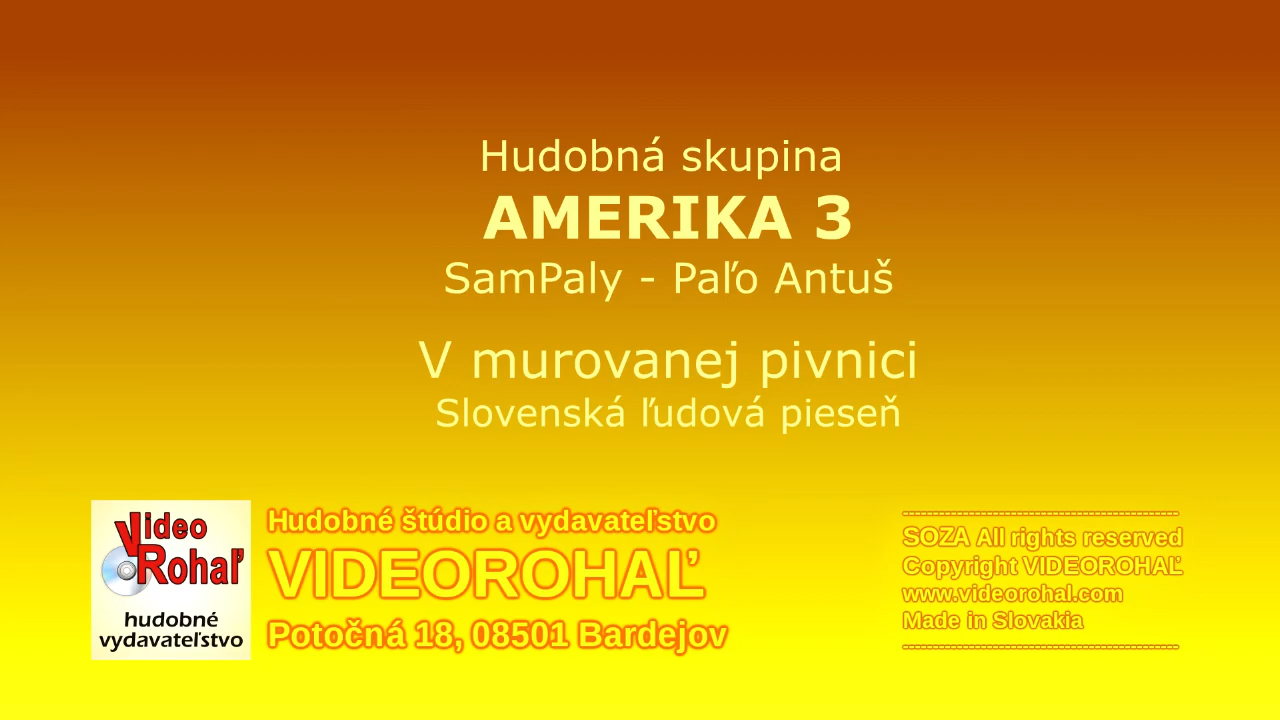 Hudobná skupina
AMERIKA 3
SamPaly - Paľo Antuš
V murovanej pivnici
Slovenská ľudová pieseň
Video
Rohaľ
hudobné
vydavateľstvo
Hudobné štúdio a vydavateľstvo
VIDEOROHAĽ
Potočná 18, 08501 Bardejov
----------------------------------------------
SOZA All rights reserved
Copyright VIDEOROHAĽ
www.videorohal.com
Made in Slovakia
----------------------------------------------